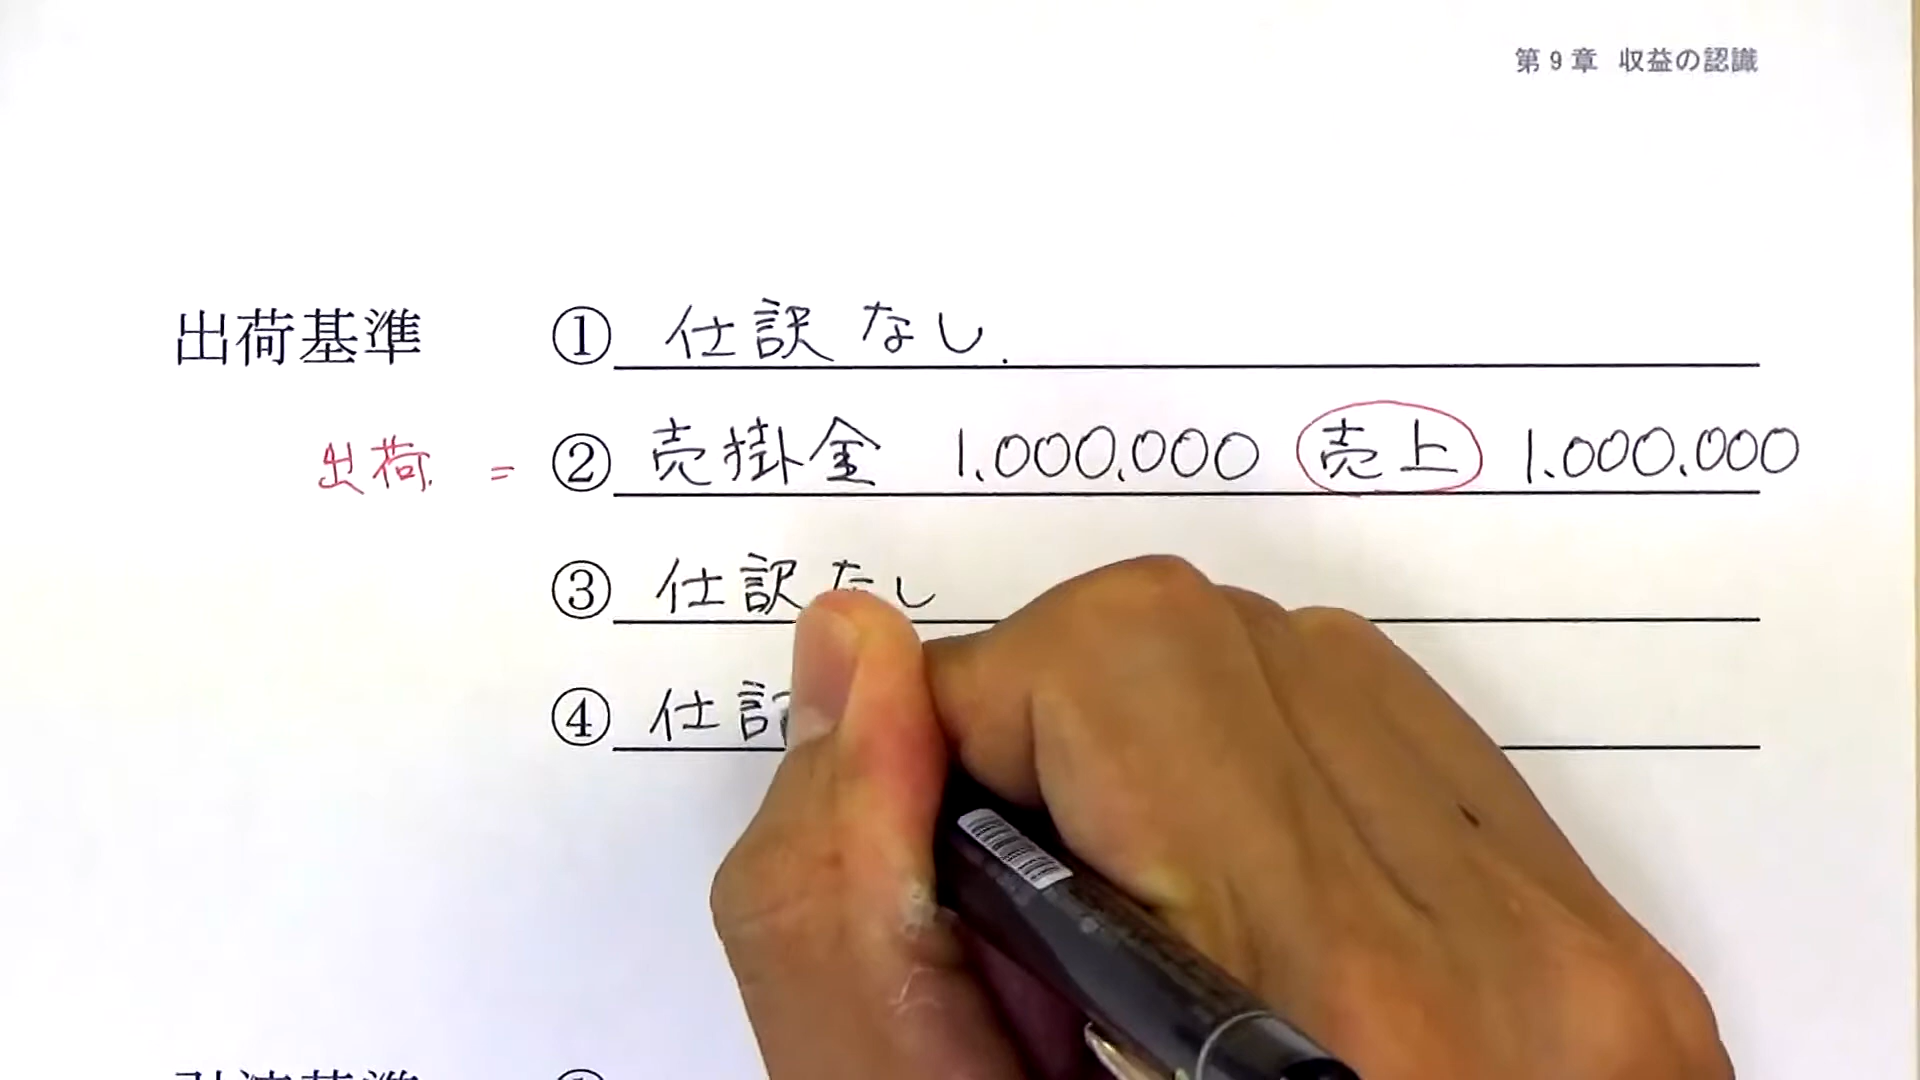 第9章 収益の認識
出荷基準 ① 仕訳なし.
出荷. = ② 売掛金 1.000.000 売上 1.000.000
③ 仕訳なし
④ 仕